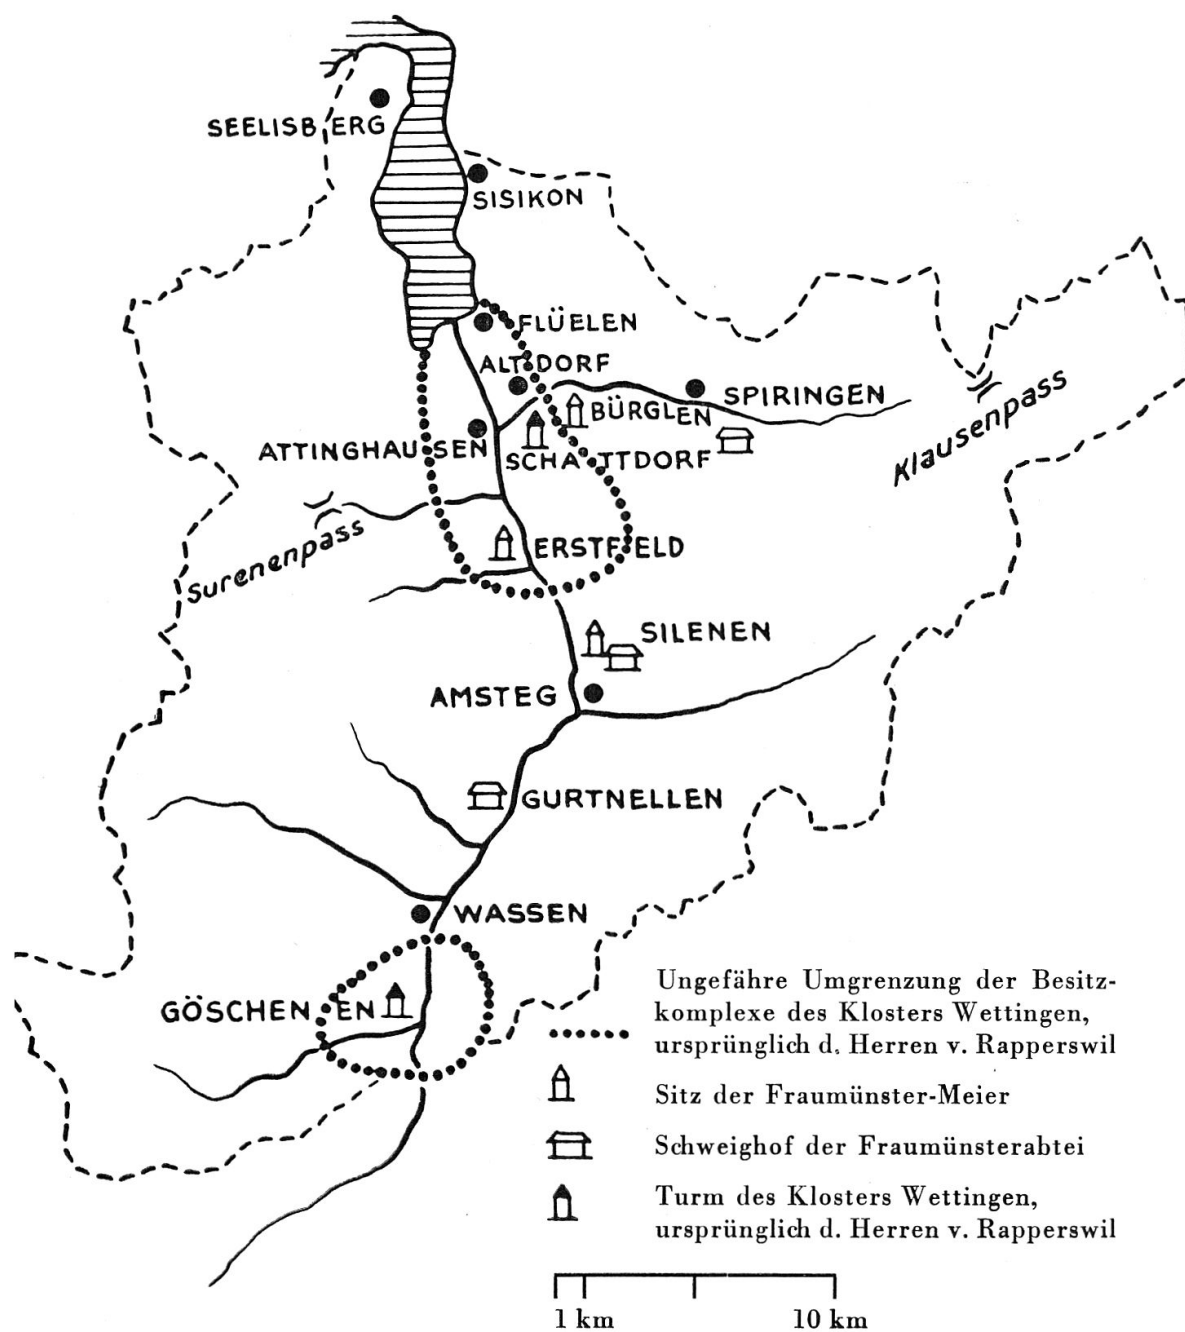 SEELISBERG
SISIKON
FLÜELEN
ALTDORF
SPIRINGEN
BÜRGLEN
Klausenpass
ATTINGHAUSEN
SCHATTDORF
Surenenpass
ERSTFELD
SILENEN
AMSTEG
GURTNELLEN
WASSEN
GÖSCHENEN
Ungefähre Umgrenzung der Besitz-
komplexe des Klosters Wettingen,
ursprünglich d. Herren v. Rapperswil
Sitz der Fraumünster-Meier
Schweighof der Fraumünsterabtei
Turm des Klosters Wettingen,
ursprünglich d. Herren v. Rapperswil
1 km 10 km